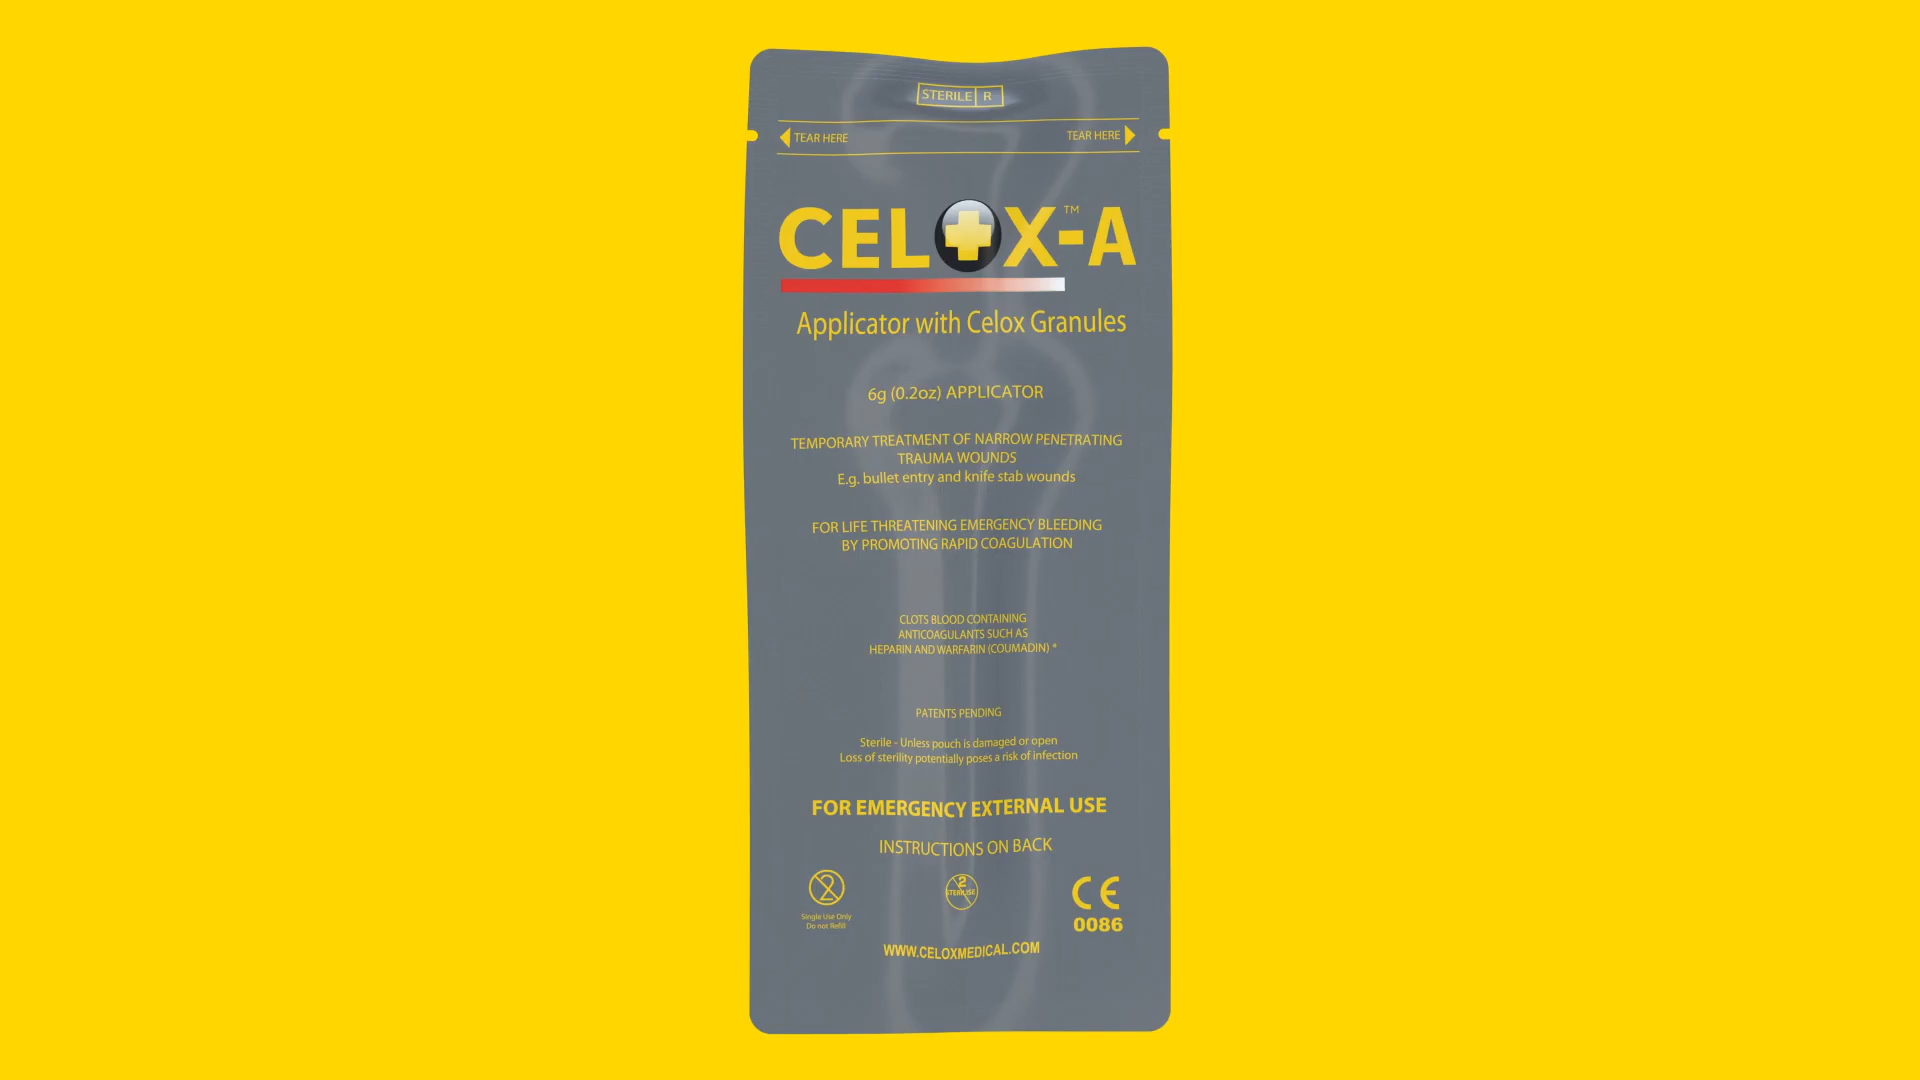 STERILE R
TEAR HERE TEAR HERE
CELOX™-A
Applicator with Celox Granules
6g (0.2oz) APPLICATOR
TEMPORARY TREATMENT OF NARROW PENETRATING
TRAUMA WOUNDS
E.g. bullet entry and knife stab wounds
FOR LIFE THREATENING EMERGENCY BLEEDING
BY PROMOTING RAPID COAGULATION
CLOTS BLOOD CONTAINING
ANTICOAGULANTS SUCH AS
HEPARIN AND WARFARIN (COUMADIN) *
PATENTS PENDING
Sterile - Unless pouch is damaged or open
Loss of sterility potentially poses a risk of infection
FOR EMERGENCY EXTERNAL USE
INSTRUCTIONS ON BACK
2
Single Use Only
Do not Refill
2
STERILISE
CE
0086
WWW.CELOXMEDICAL.COM